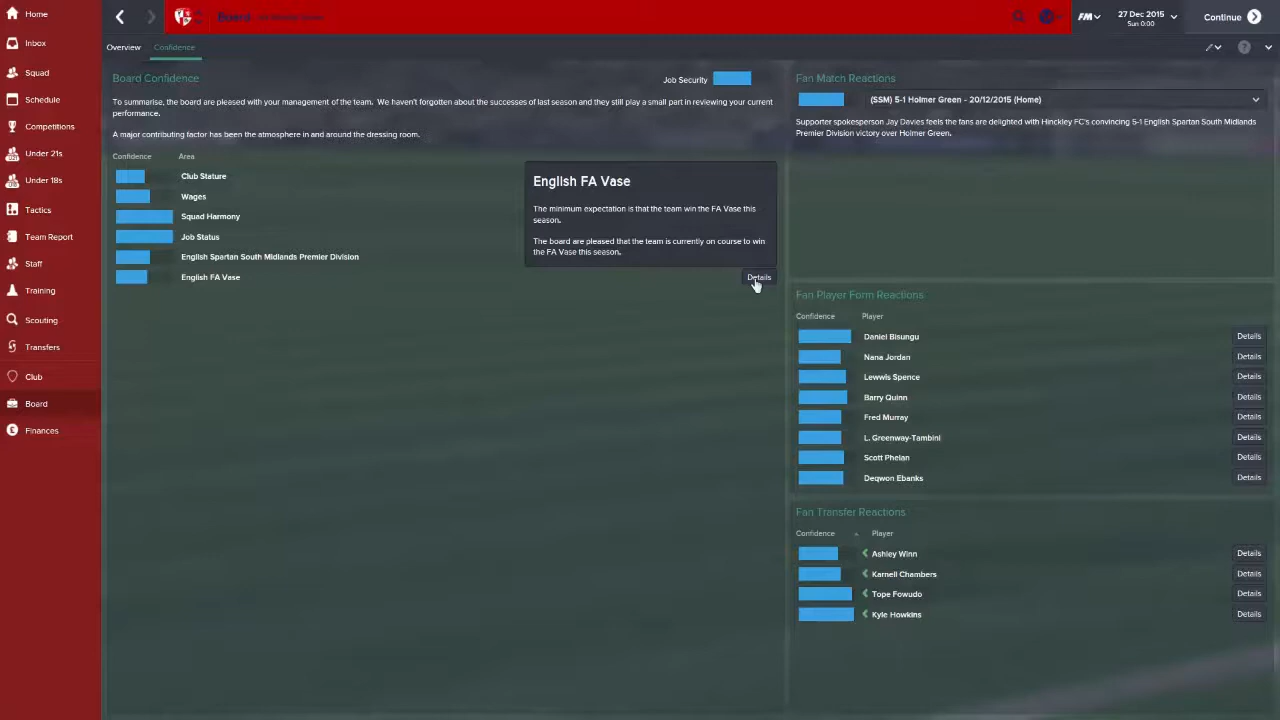 Home
Board
FM
27 Dec 2015
Sun 0:00
Continue
Inbox
Squad
Schedule
Competitions
Under 21s
Under 18s
Tactics
Team Report
Staff
Training
Scouting
Transfers
Club
Board
Finances
Overview
Confidence
Board Confidence
Job Security
To summarise, the board are pleased with your management of the team. We haven't forgotten about the successes of last season and they still play a small part in reviewing your current
performance.
A major contributing factor has been the atmosphere in and around the dressing room.
Confidence Area
Club Stature
Wages
Squad Harmony
Job Status
English Spartan South Midlands Premier Division
English FA Vase
Details
English FA Vase
The minimum expectation is that the team win the FA Vase this
season.
The board are pleased that the team is currently on course to win
the FA Vase this season.
Fan Match Reactions
(SSM) 5-1 Holmer Green - 20/12/2015 (Home)
Supporter spokesperson Jay Davies feels the fans are delighted with Hinckley FC's convincing 5-1 English Spartan South Midlands
Premier Division victory over Holmer Green.
Fan Player Form Reactions
Confidence Player
Daniel Bisungu Details
Nana Jordan Details
Lewwis Spence Details
Barry Quinn Details
Fred Murray Details
L. Greenway-Tambini Details
Scott Phelan Details
Deqwon Ebanks Details
Fan Transfer Reactions
Confidence Player
Ashley Winn Details
Karnell Chambers Details
Tope Fowudo Details
Kyle Howkins Details